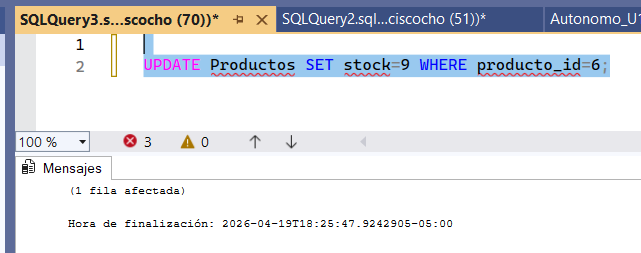 SQLQuery3.s...scocho (70))*
SQLQuery2.sql...ciscocho (51))*
Autonomo_U1
1
2
UPDATE Productos SET stock=9 WHERE producto_id=6;
100 %
3
0
Mensajes
(1 fila afectada)
Hora de finalización: 2026-04-19T18:25:47.9242905-05:00